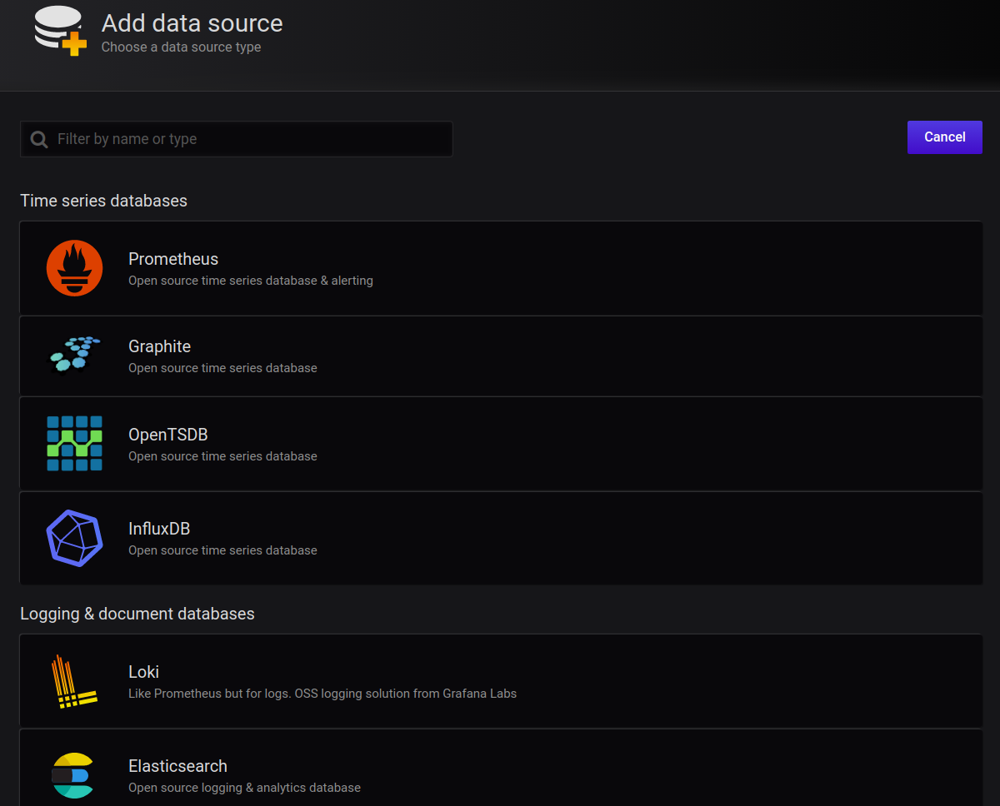 Add data source
Choose a data source type
Filter by name or type
Cancel
Time series databases
Prometheus
Open source time series database & alerting
Graphite
Open source time series database
OpenTSDB
Open source time series database
InfluxDB
Open source time series database
Logging & document databases
Loki
Like Prometheus but for logs. OSS logging solution from Grafana Labs
Elasticsearch
Open source logging & analytics database